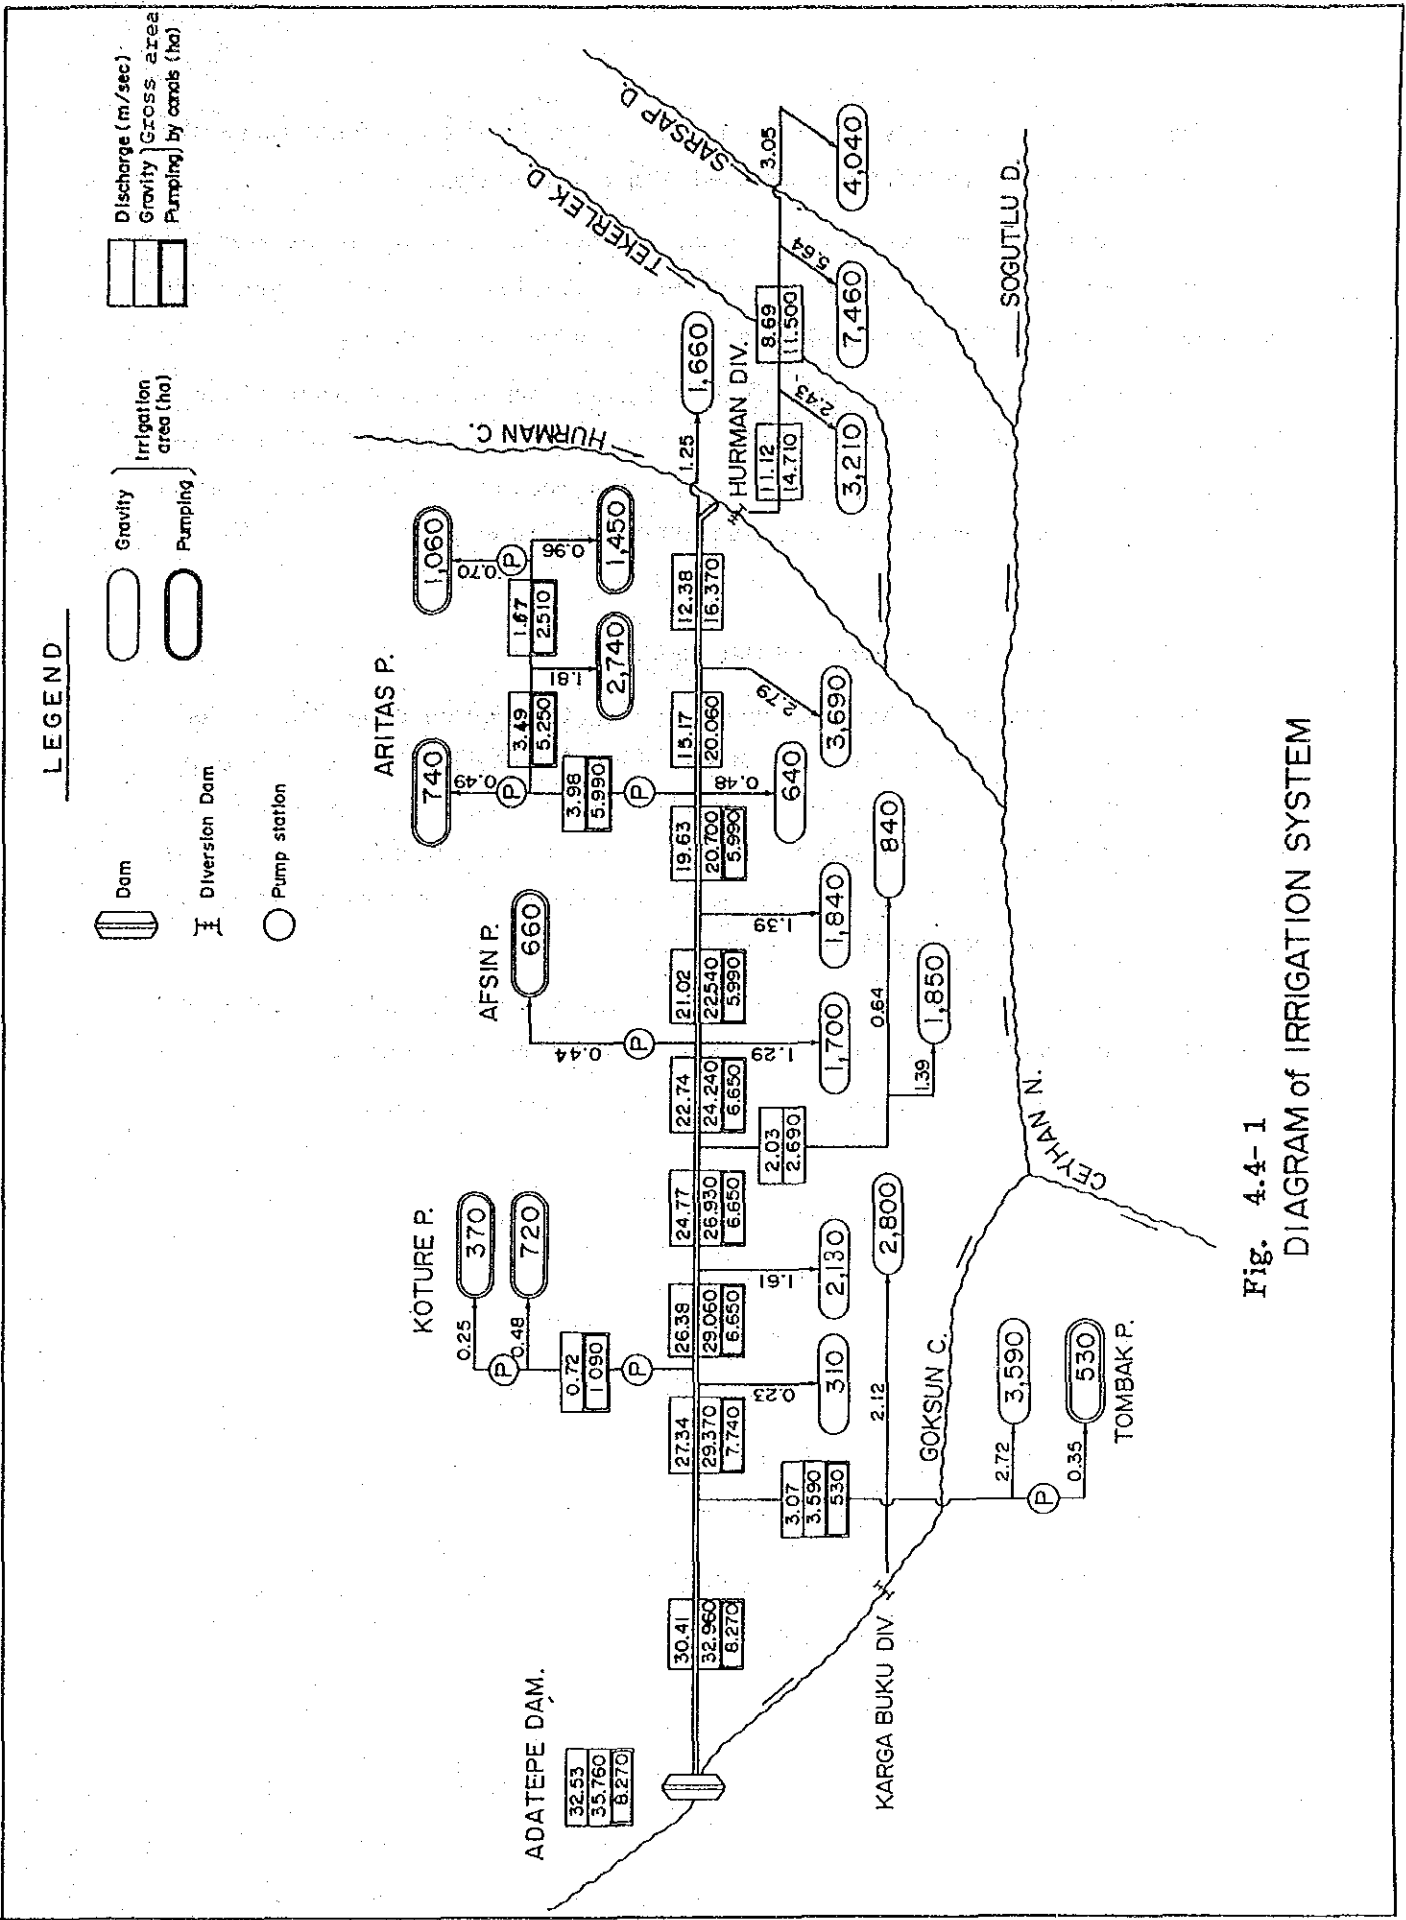 LEGEND
Dam
Diversion Dam
Pump station
Gravity
Pumping
Irrigation
area (ha)
Discharge (m/sec)
Gravity Gross area
Pumping by canals (ha)
ADATEPE DAM.
32.53
35.760
8.270
30.41
32.960
8.270
KARGA BUKU DIV.
2.12
2,800
GOKSUN C.
3.07
3.590
530
2.72
3,590
0.35
P
530
TOMBAK P.
27.34
29.370
7.740
0.23
310
KOTURE P.
0.25
370
0.48
720
P
0.72
1.090
P
26.38
29.060
6.650
1.61
2,130
24.77
26.930
6.650
2.03
2.690
0.64
840
1.39
1,850
22.74
24.240
6.650
AFSIN P.
660
0.44
P
1.29
1,700
21.02
22.540
5.990
1.39
1,840
19.63
20.700
5.990
ARITAS P.
740
0.49
P
3.98
5.990
P
0.48
640
3.49
5.250
1.81
2,740
1.67
2.510
1,060
0.70
P
0.96
1,450
15.17
20.060
2.79
3,690
12.38
16.370
HURMAN C.
1.25
1,660
HURMAN DIV.
11.12
14.710
2.43
3,210
8.69
11.500
5.64
7,460
3.05
4,040
TEKERLEK D.
SARSAP D.
SOGUTLU D.
CEYHAN N.
Fig. 4.4-1
DIAGRAM of IRRIGATION SYSTEM